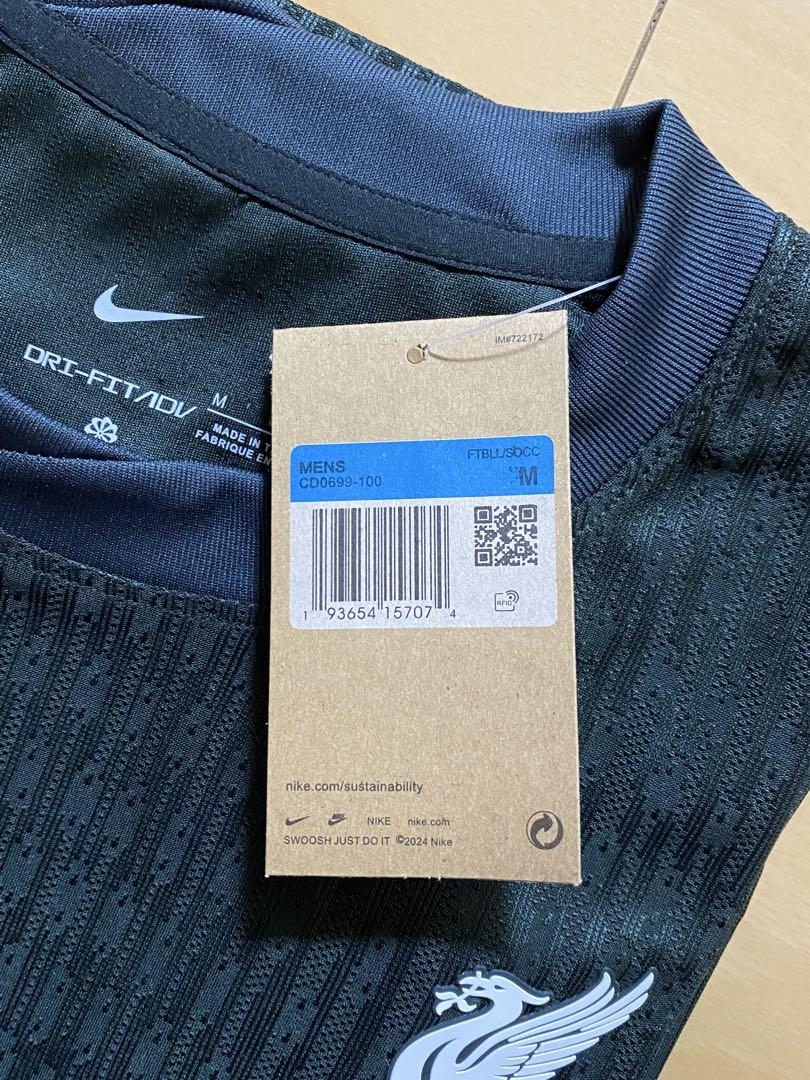 DRI-FIT ADV
M
MADE IN T
FABRIQUE EN
IM#722172
MENS
FTBLL/SOCC
CD0699-100
M
RFID
1 93654 15707 4
nike.com/sustainability
NIKE nike.com
SWOOSH JUST DO IT ©2024 Nike